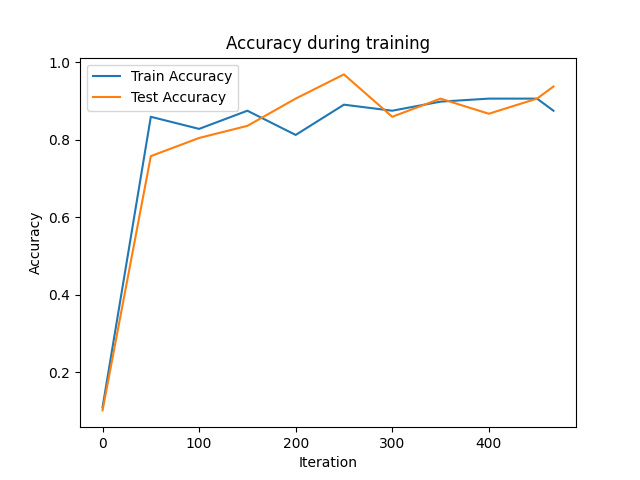 Accuracy during training
Train Accuracy
Test Accuracy
1.0
0.8
0.6
0.4
0.2
Accuracy
0 100 200 300 400
Iteration